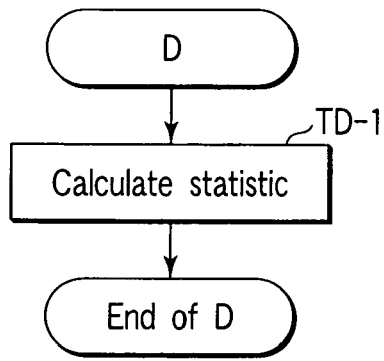 D
TD-1
Calculate statistic
End of D